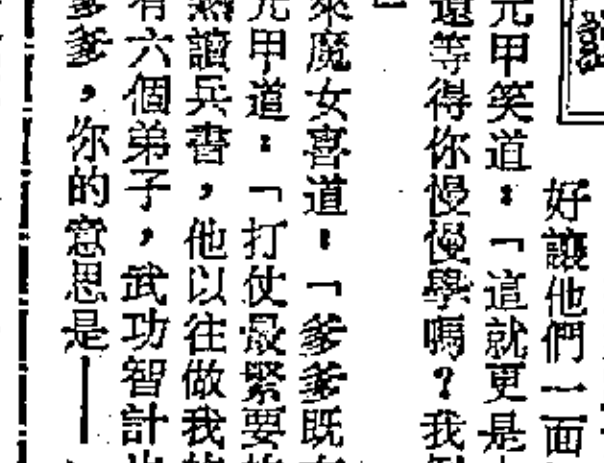 好讓他們一面
元甲笑道：「這就更是
還等得你慢慢學嗎？我
」
來魔女喜道：「爹爹既
元甲道：「打仗最緊要
熟讀兵書，他以往做我
有六個弟子，武功智計
爹爹，你的意思是——